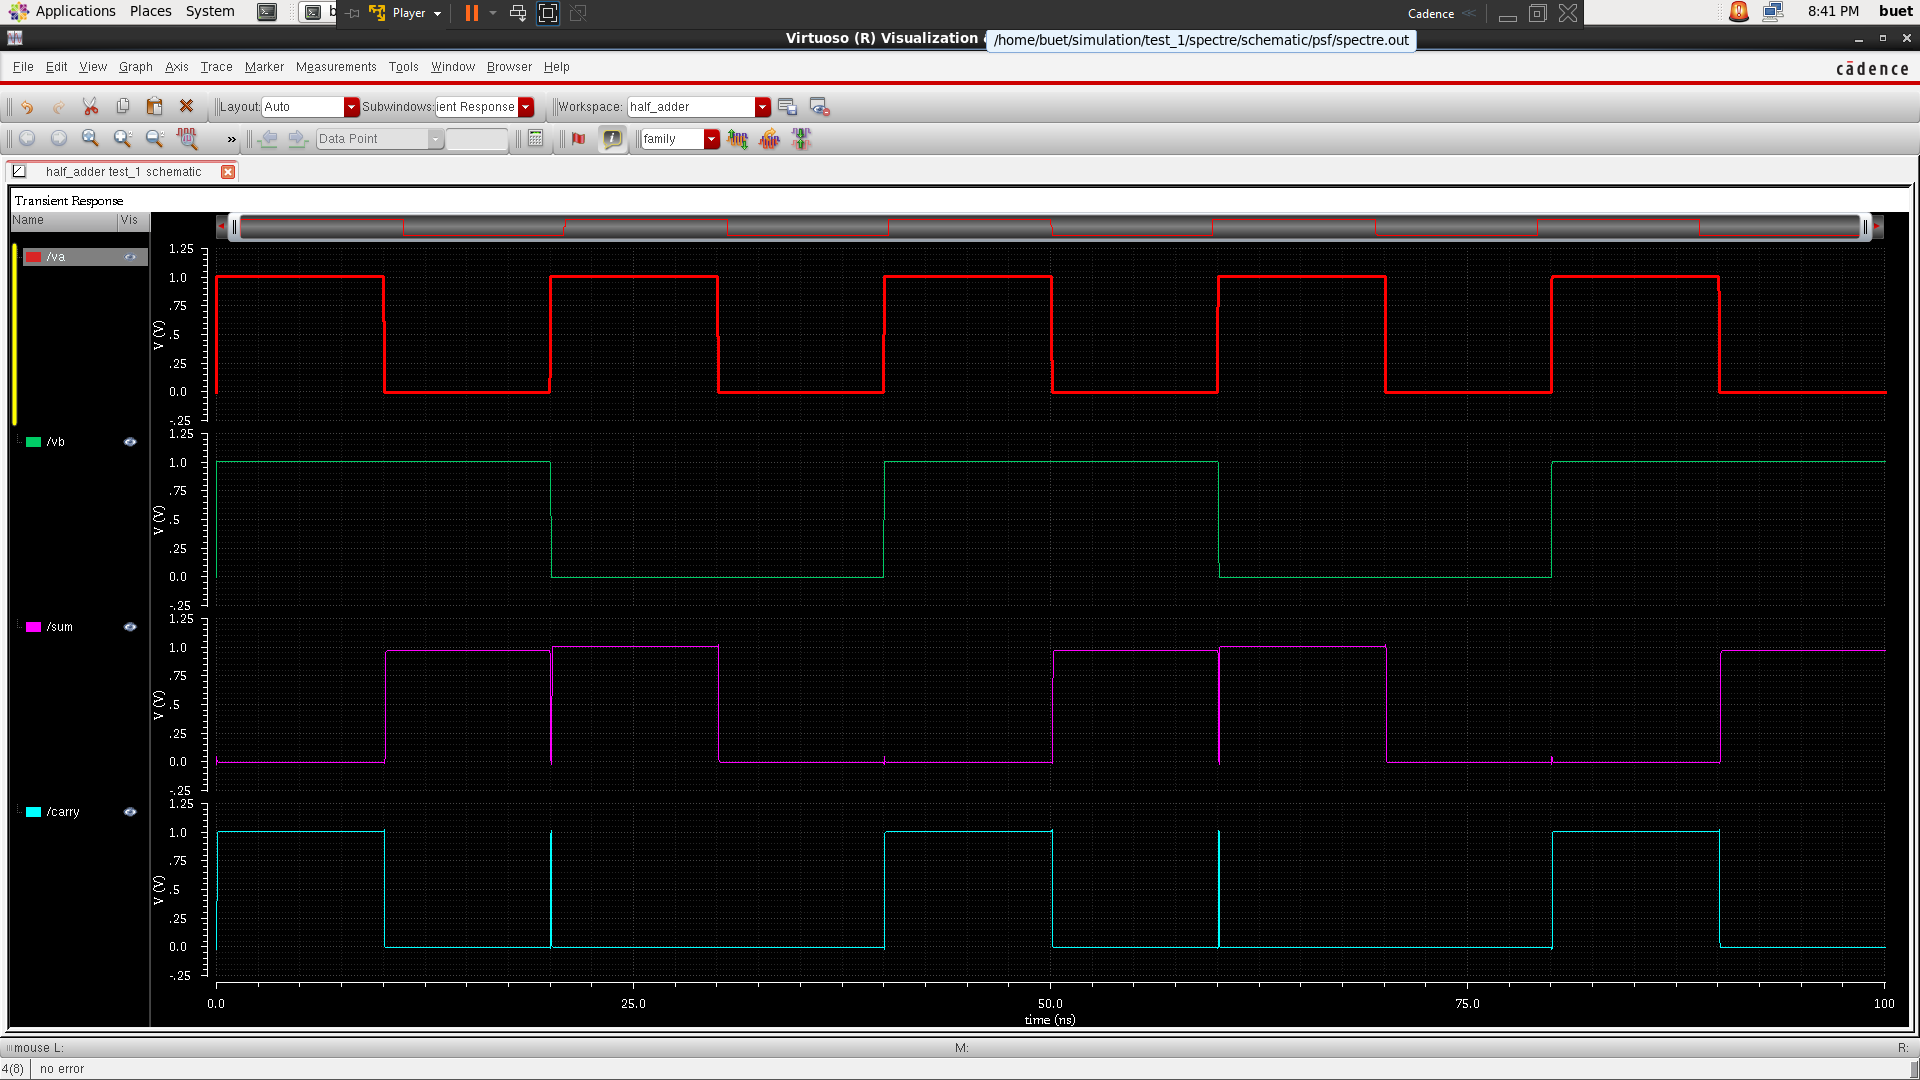 Applications Places System b Player Cadence 8:41 PM buet
Virtuoso (R) Visualization /home/buet/simulation/test_1/spectre/schematic/psf/spectre.out
File Edit View Graph Axis Trace Marker Measurements Tools Window Browser Help cādence
Layout: Auto Subwindows: ient Response Workspace: half_adder
» Data Point family
half_adder test_1 schematic
Transient Response
Name Vis
/va
1.25
1.0
.75
.5
.25
0.0
-.25
V (V)
/vb
1.25
1.0
.75
.5
.25
0.0
-.25
V (V)
/sum
1.25
1.0
.75
.5
.25
0.0
-.25
V (V)
/carry
1.25
1.0
.75
.5
.25
0.0
-.25
V (V)
0.0 25.0 50.0 75.0 100
time (ns)
mouse L: M: R:
4(8) no error